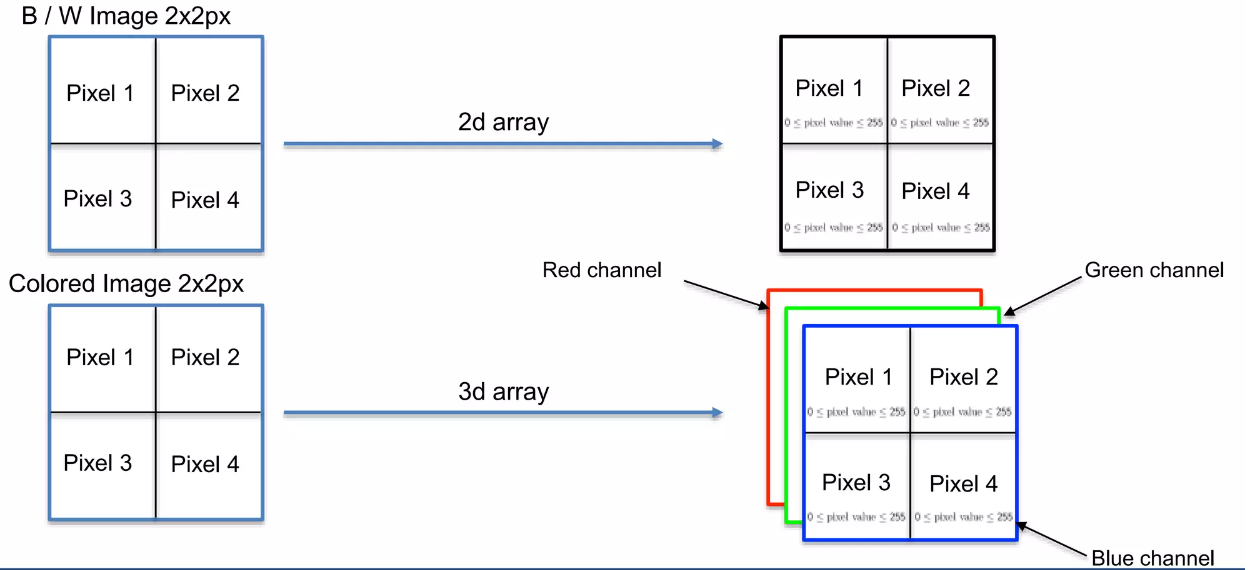 B / W Image 2x2px
Pixel 1 Pixel 2
Pixel 3 Pixel 4
2d array
Pixel 1 Pixel 2
0 ≤ pixel value ≤ 255 0 ≤ pixel value ≤ 255
Pixel 3 Pixel 4
0 ≤ pixel value ≤ 255 0 ≤ pixel value ≤ 255
Colored Image 2x2px
Pixel 1 Pixel 2
Pixel 3 Pixel 4
3d array
Red channel
Green channel
Pixel 1 Pixel 2
0 ≤ pixel value ≤ 255 0 ≤ pixel value ≤ 255
Pixel 3 Pixel 4
0 ≤ pixel value ≤ 255 0 ≤ pixel value ≤ 255
Blue channel